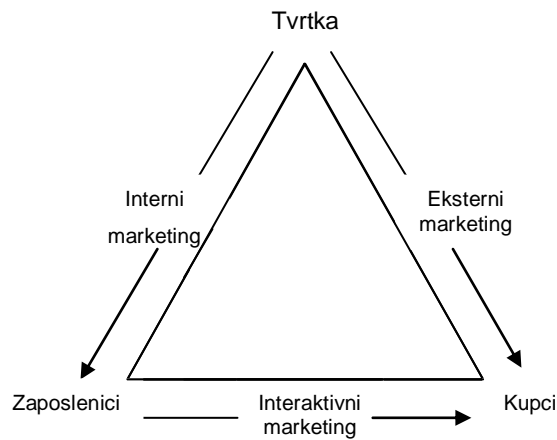 Tvrtka
Interni
marketing
Eksterni
marketing
Zaposlenici
Interaktivni
marketing
Kupci